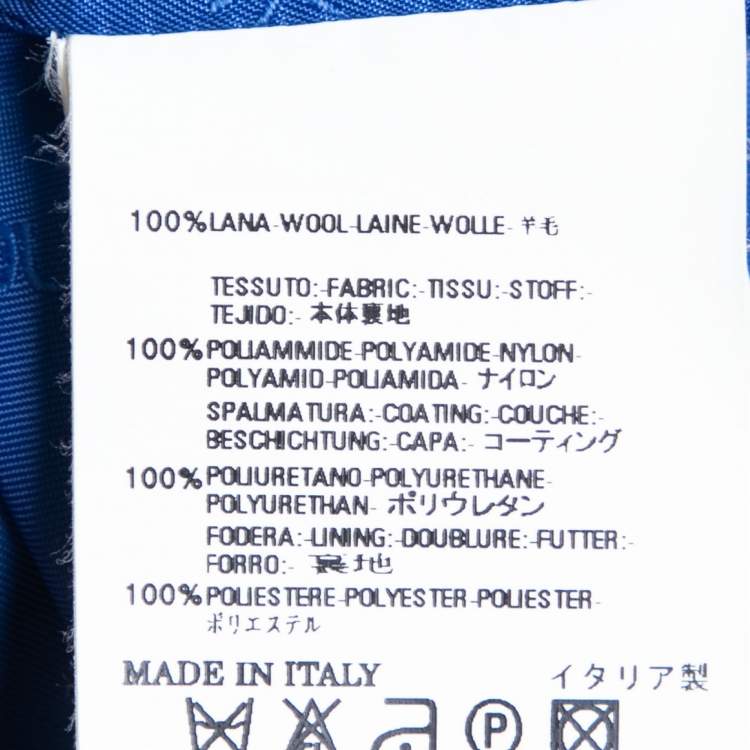 100% LANA-WOOL-LAINE-WOLLE- 羊毛
TESSUTO:-FABRIC:-TISSU:-STOFF:-
TEJIDO:- 本体裏地
100% POLIAMMIDE-POLYAMIDE-NYLON-
POLYAMID-POLIAMIDA- ナイロン
SPALMATURA:-COATING:-COUCHE:-
BESCHICHTUNG:-CAPA:- コーティング
100% POLIURETANO-POLYURETHANE-
POLYURETHAN- ポリウレタン
FODERA:-LINING:-DOUBLURE:-FUTTER:-
FORRO:- 裏地
100% POLIESTERE-POLYESTER-POLIESTER-
ポリエステル
MADE IN ITALY イタリア製
P